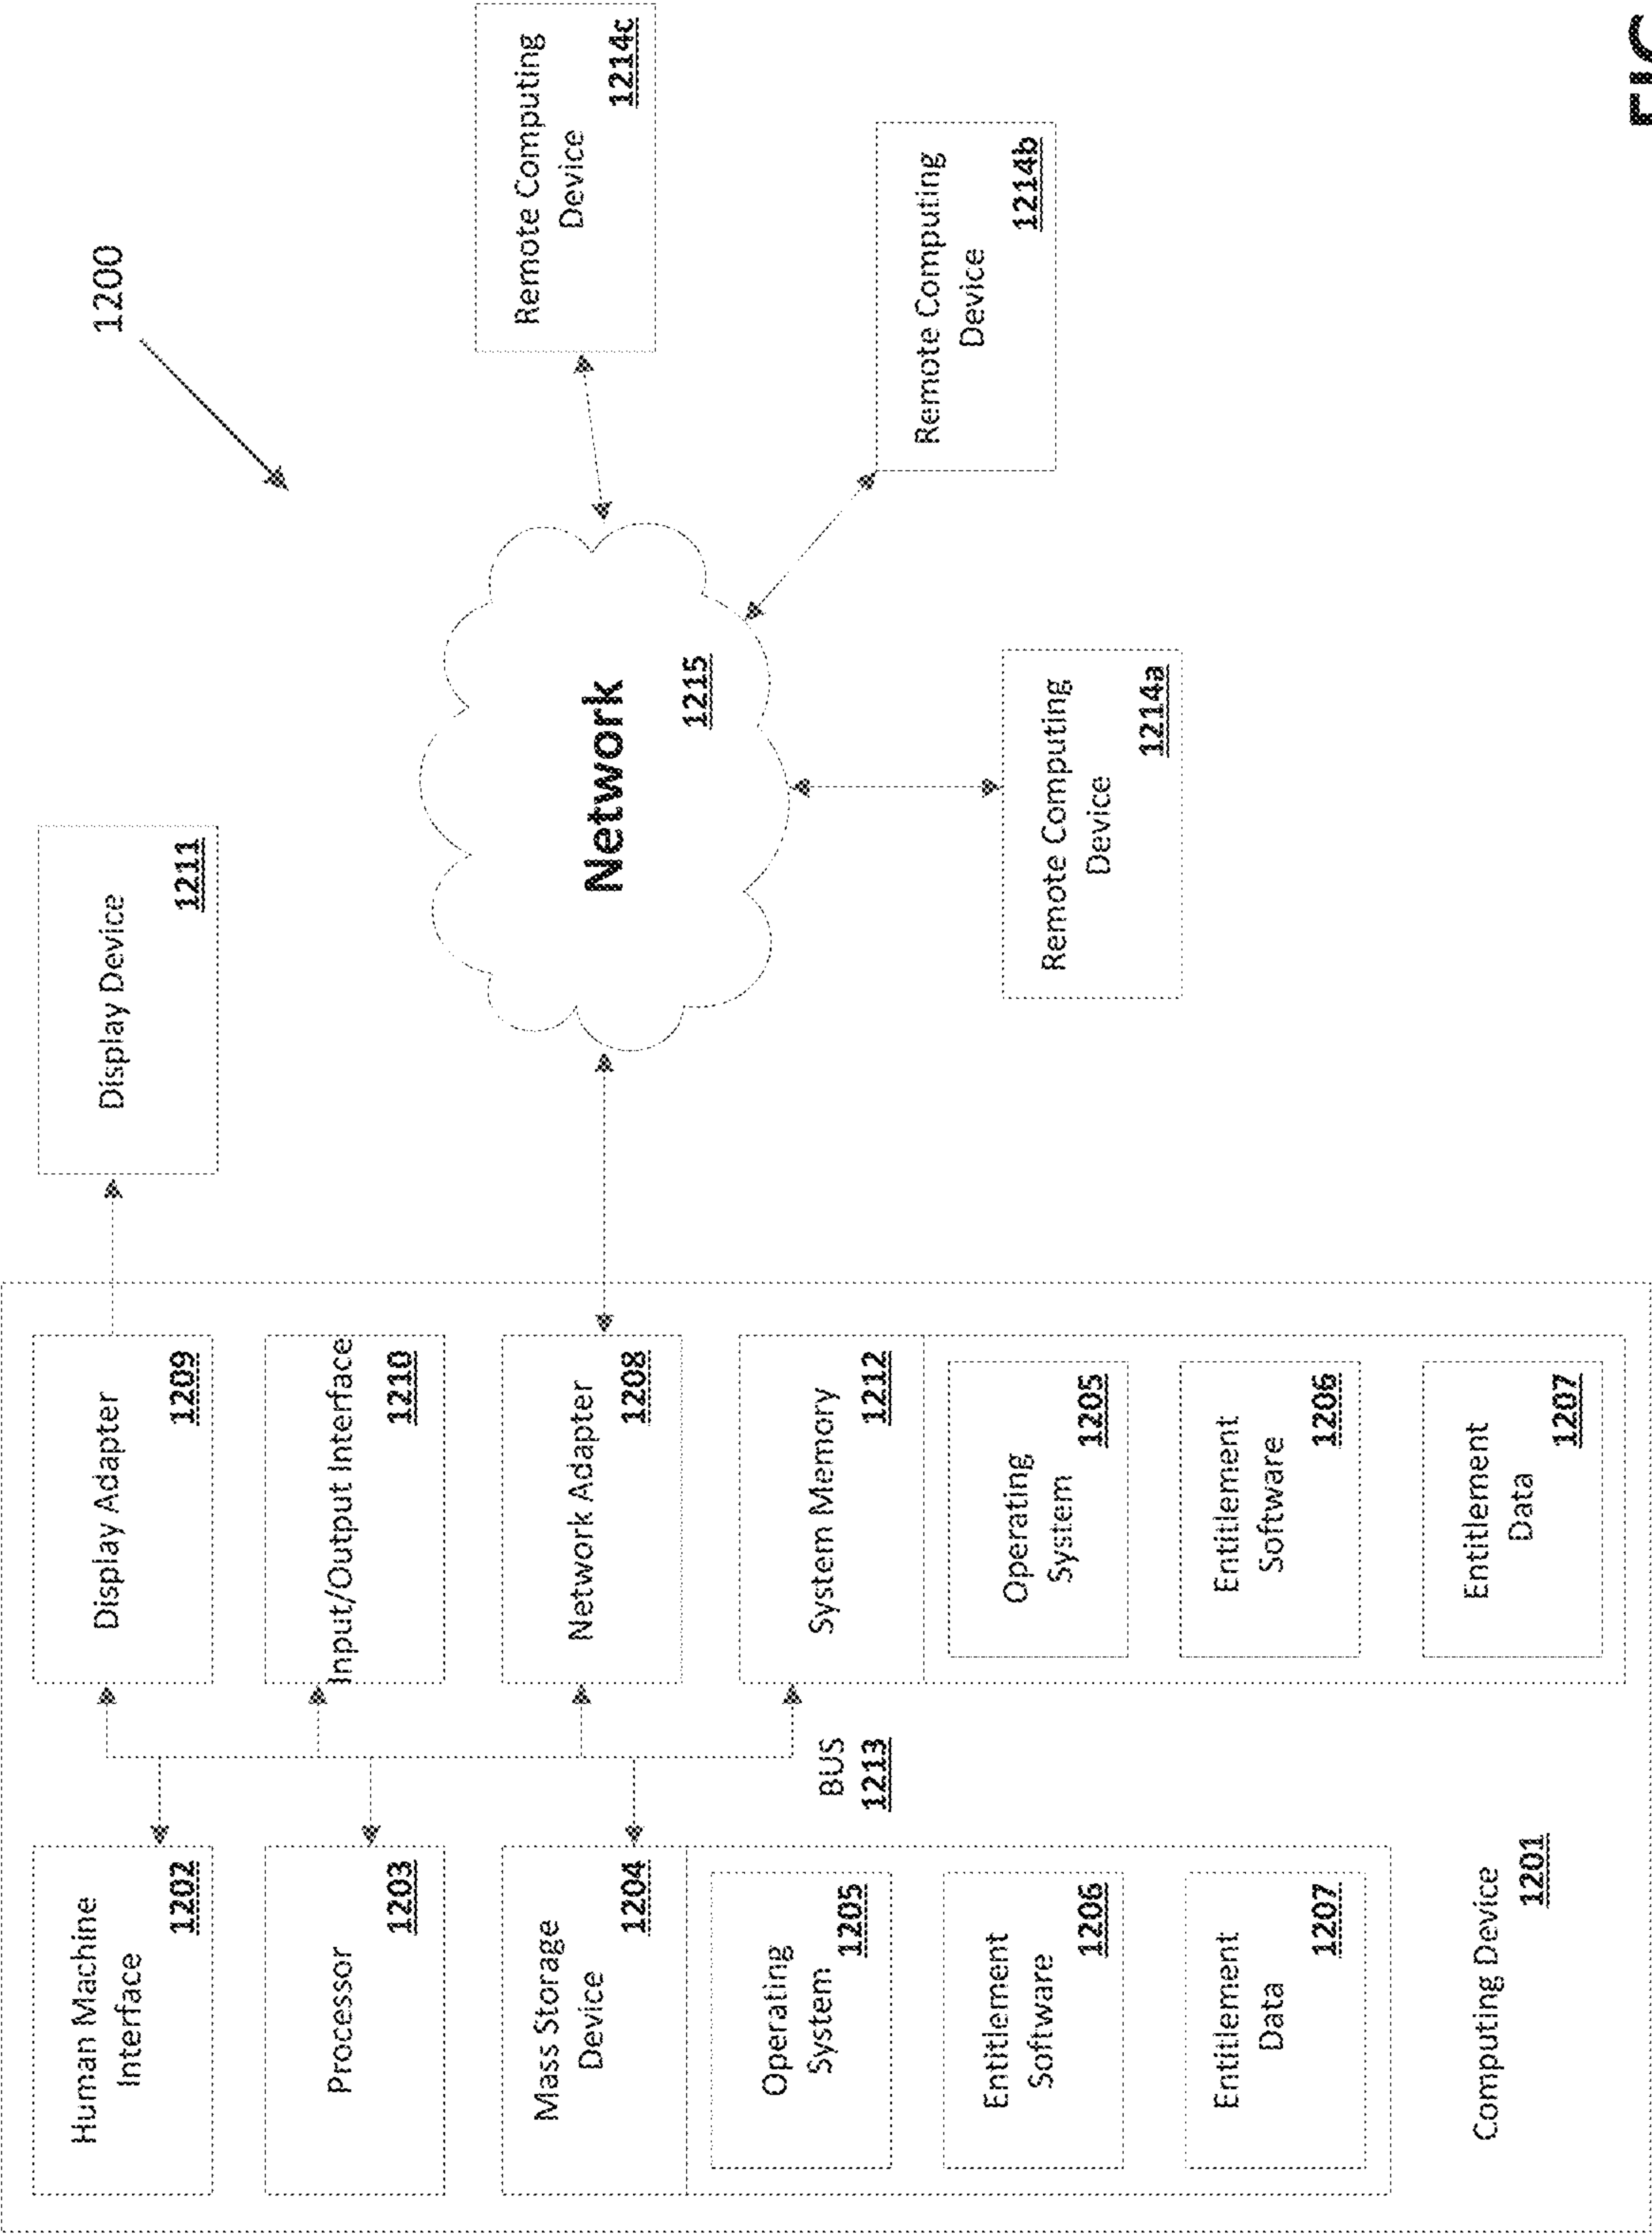 1200
Human Machine
Interface
1202
Processor
1203
Mass Storage
Device
1204
Operating
System
1205
Entitlement
Software
1206
Entitlement
Data
1207
Computing Device
1201
BUS
1213
Display Adapter
1209
Input/Output Interface
1210
Network Adapter
1208
System Memory
1212
Operating
System
1205
Entitlement
Software
1206
Entitlement
Data
1207
Display Device
1211
Network
1215
Remote Computing
Device
1214a
Remote Computing
Device
1214b
Remote Computing
Device
1214c